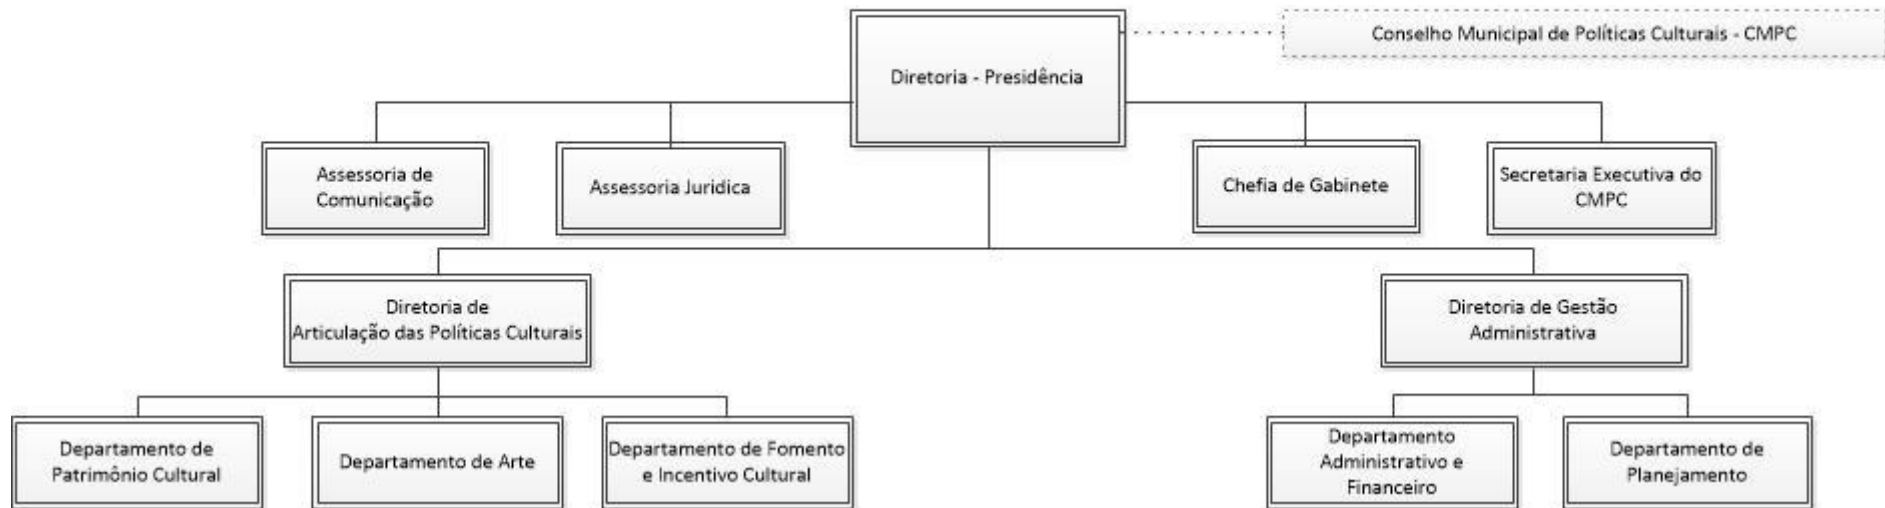 Conselho Municipal de Políticas Culturais - CMPC
Diretoria - Presidência
Assessoria de
Comunicação
Assessoria Juridica
Chefia de Gabinete
Secretaria Executiva do
CMPC
Diretoria de
Articulação das Políticas Culturais
Diretoria de Gestão
Administrativa
Departamento de
Patrimônio Cultural
Departamento de Arte
Departamento de Fomento
e Incentivo Cultural
Departamento
Administrativo e
Financeiro
Departamento de
Planejamento